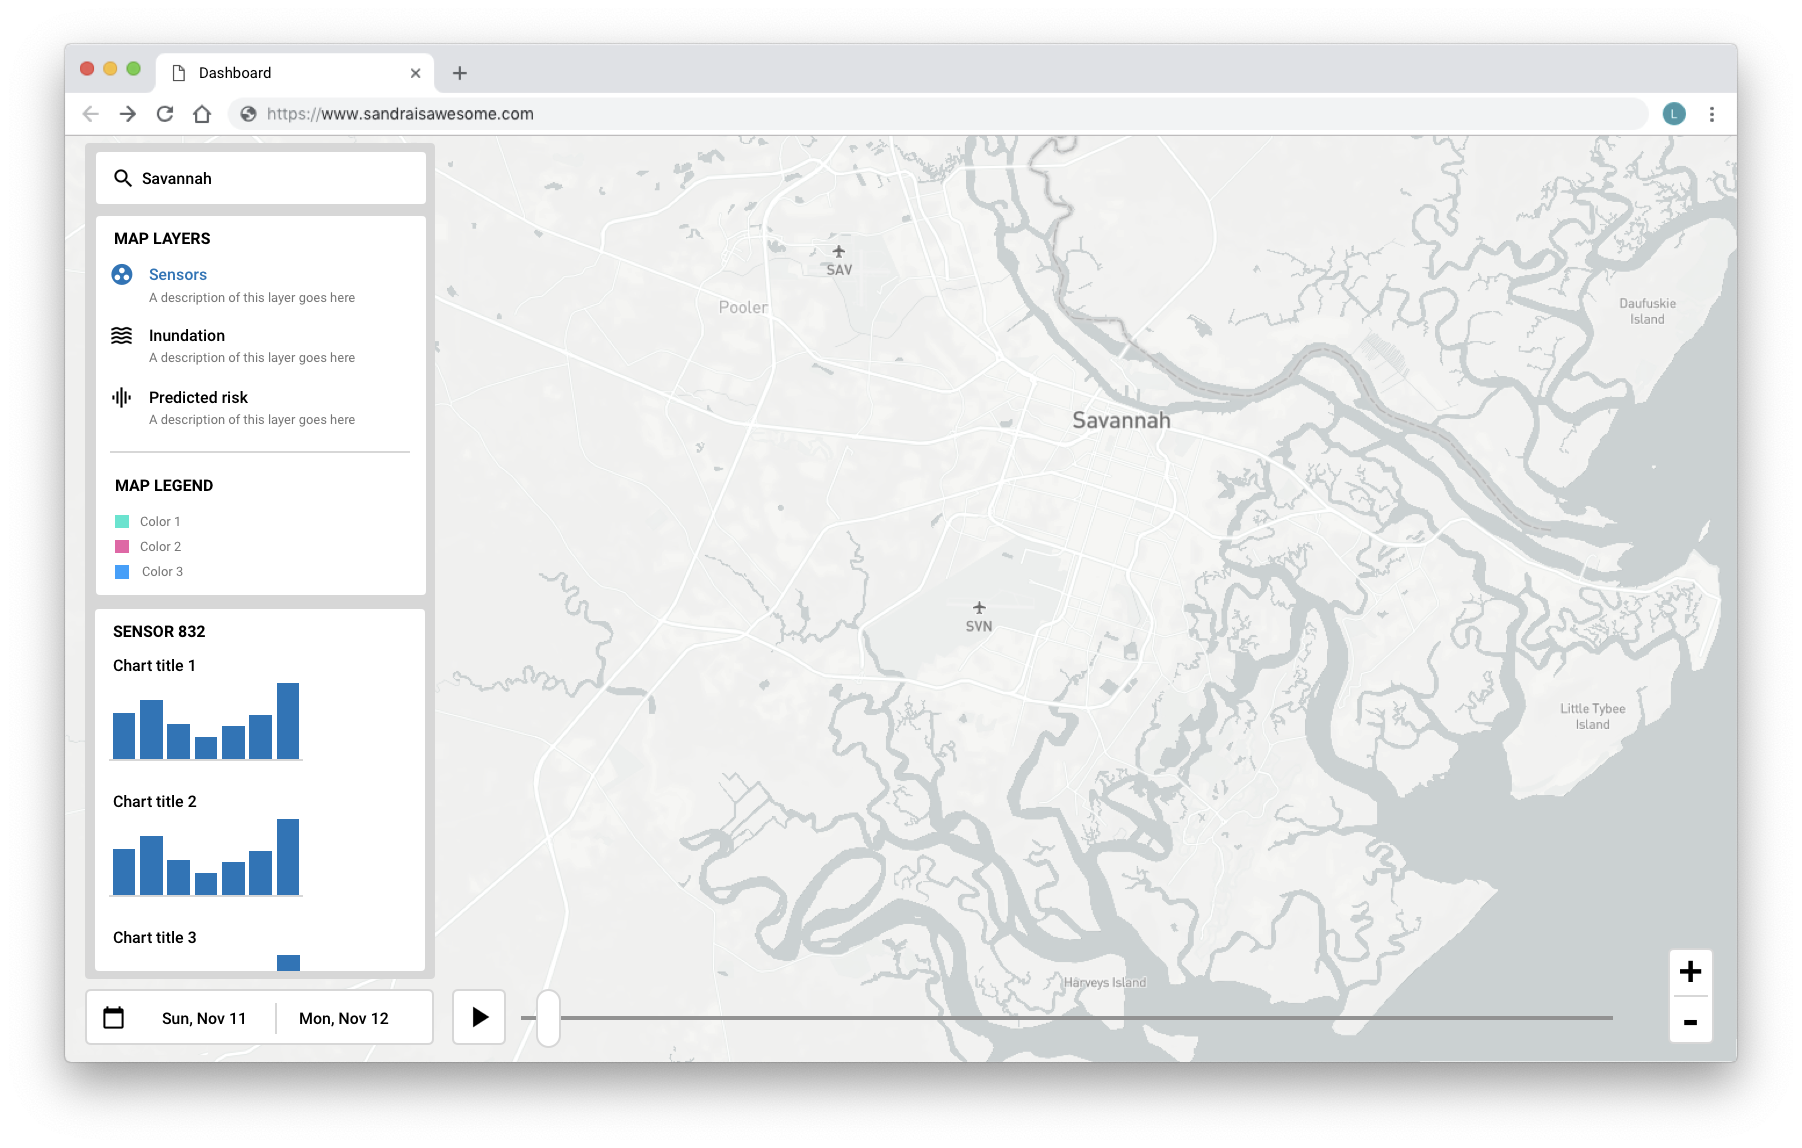 Dashboard
https://www.sandraisawesome.com
L
Savannah
MAP LAYERS
Sensors
A description of this layer goes here
Inundation
A description of this layer goes here
Predicted risk
A description of this layer goes here
MAP LEGEND
Color 1
Color 2
Color 3
SENSOR 832
Chart title 1
Chart title 2
Chart title 3
Sun, Nov 11
Mon, Nov 12
SAV
Pooler
Daufuskie
Island
Savannah
SVN
Little Tybee
Island
Harveys Island
+
-